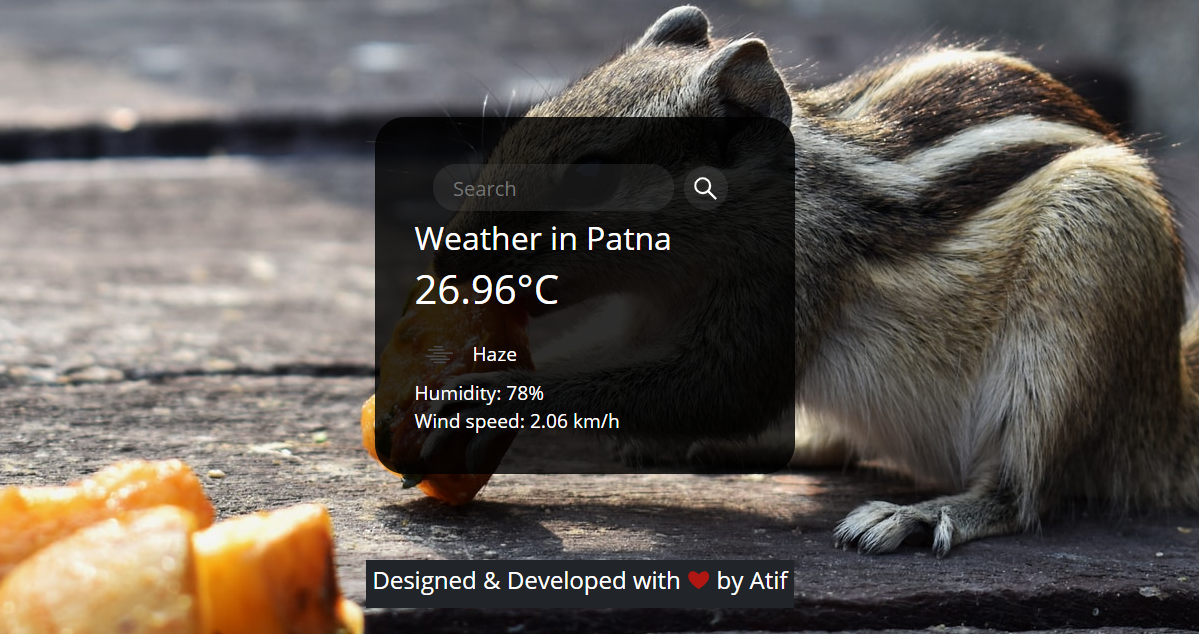 Search
Weather in Patna
26.96°C
Haze
Humidity: 78%
Wind speed: 2.06 km/h
Designed & Developed with ❤ by Atif